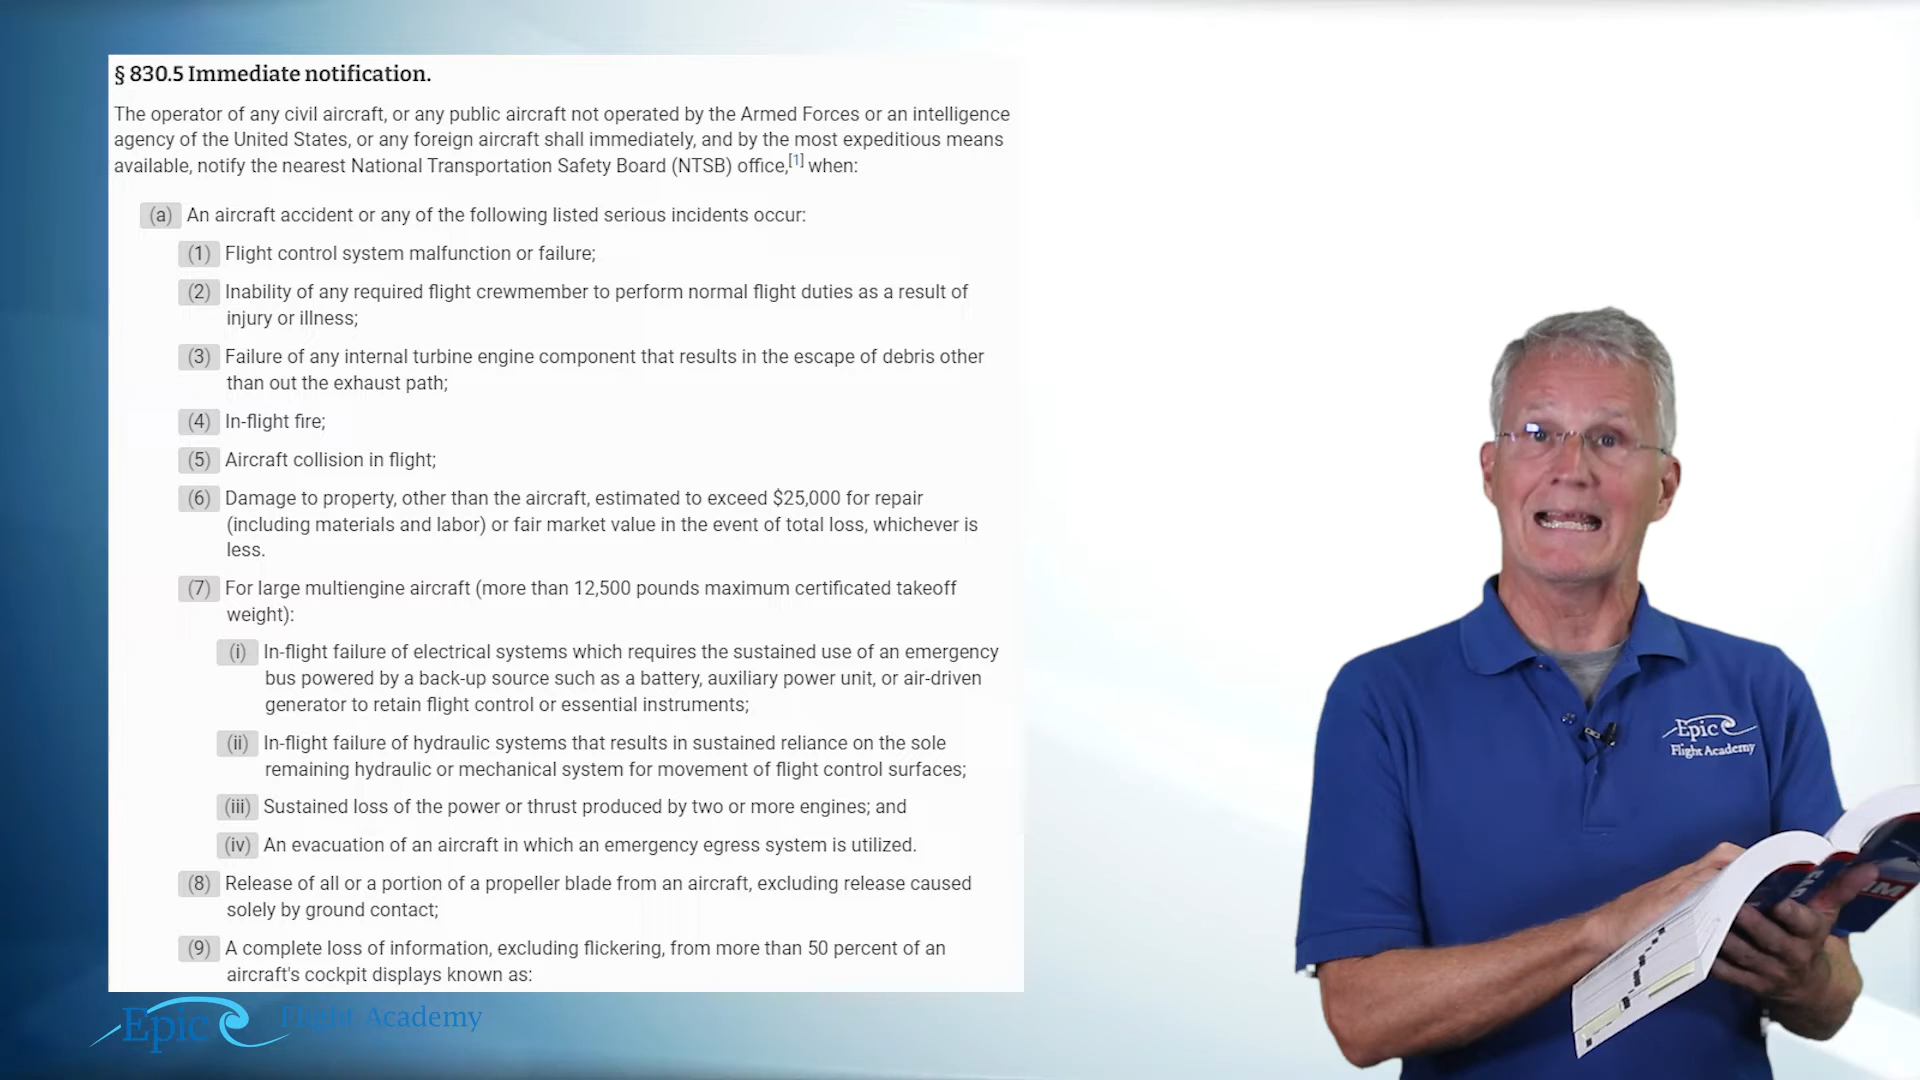 § 830.5 Immediate notification.
The operator of any civil aircraft, or any public aircraft not operated by the Armed Forces or an intelligence
agency of the United States, or any foreign aircraft shall immediately, and by the most expeditious means
available, notify the nearest National Transportation Safety Board (NTSB) office,[1] when:
(a) An aircraft accident or any of the following listed serious incidents occur:
(1) Flight control system malfunction or failure;
(2) Inability of any required flight crewmember to perform normal flight duties as a result of
injury or illness;
(3) Failure of any internal turbine engine component that results in the escape of debris other
than out the exhaust path;
(4) In-flight fire;
(5) Aircraft collision in flight;
(6) Damage to property, other than the aircraft, estimated to exceed $25,000 for repair
(including materials and labor) or fair market value in the event of total loss, whichever is
less.
(7) For large multiengine aircraft (more than 12,500 pounds maximum certificated takeoff
weight):
(i) In-flight failure of electrical systems which requires the sustained use of an emergency
bus powered by a back-up source such as a battery, auxiliary power unit, or air-driven
generator to retain flight control or essential instruments;
(ii) In-flight failure of hydraulic systems that results in sustained reliance on the sole
remaining hydraulic or mechanical system for movement of flight control surfaces;
(iii) Sustained loss of the power or thrust produced by two or more engines; and
(iv) An evacuation of an aircraft in which an emergency egress system is utilized.
(8) Release of all or a portion of a propeller blade from an aircraft, excluding release caused
solely by ground contact;
(9) A complete loss of information, excluding flickering, from more than 50 percent of an
aircraft's cockpit displays known as:
Epic Flight Academy
Epic
Flight Academy